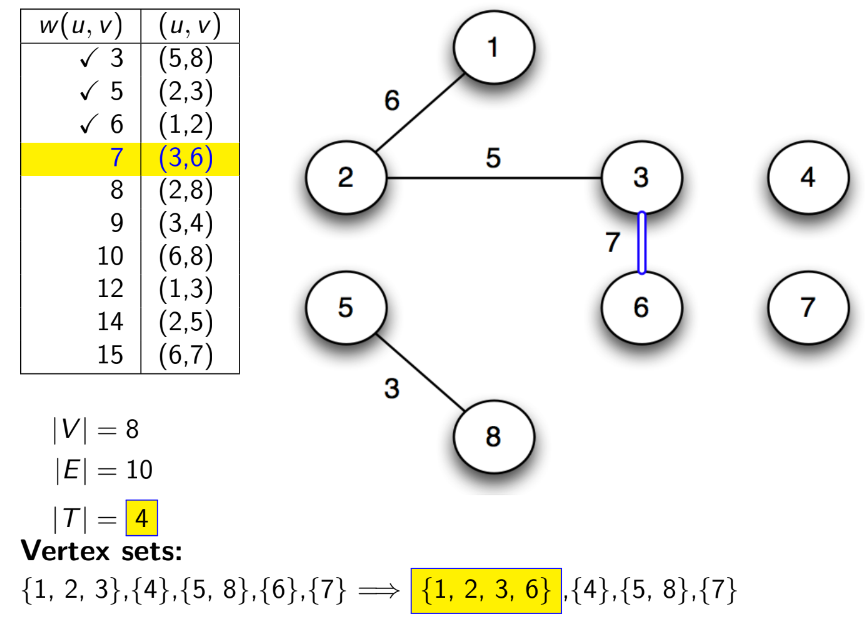 w(u, v) (u, v)
✓ 3 (5,8)
✓ 5 (2,3)
✓ 6 (1,2)
7 (3,6)
8 (2,8)
9 (3,4)
10 (6,8)
12 (1,3)
14 (2,5)
15 (6,7)
1
6
2
5
3
4
7
5
6
7
3
8
|V| = 8
|E| = 10
|T| = 4
Vertex sets:
{1, 2, 3},{4},{5, 8},{6},{7} ⟹ {1, 2, 3, 6} ,{4},{5, 8},{7}